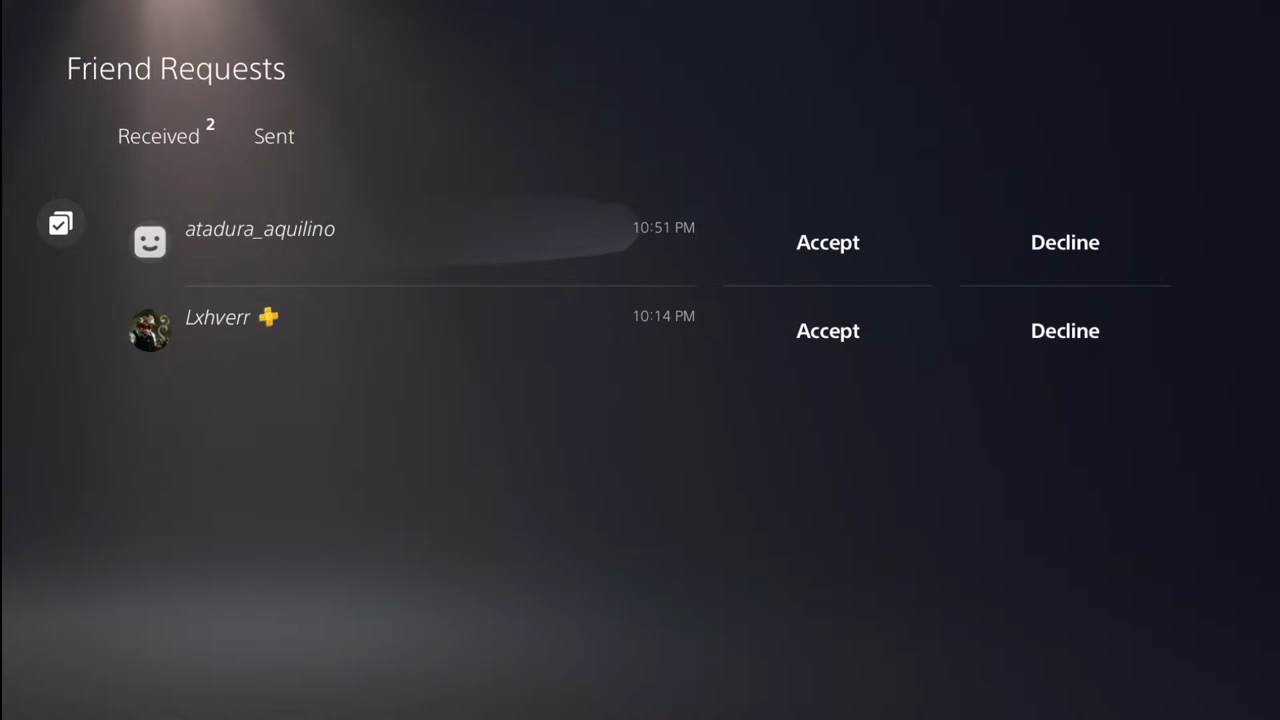 Friend Requests
Received 2 Sent
atadura_aquilino 10:51 PM Accept Decline
Lxhverr 10:14 PM Accept Decline